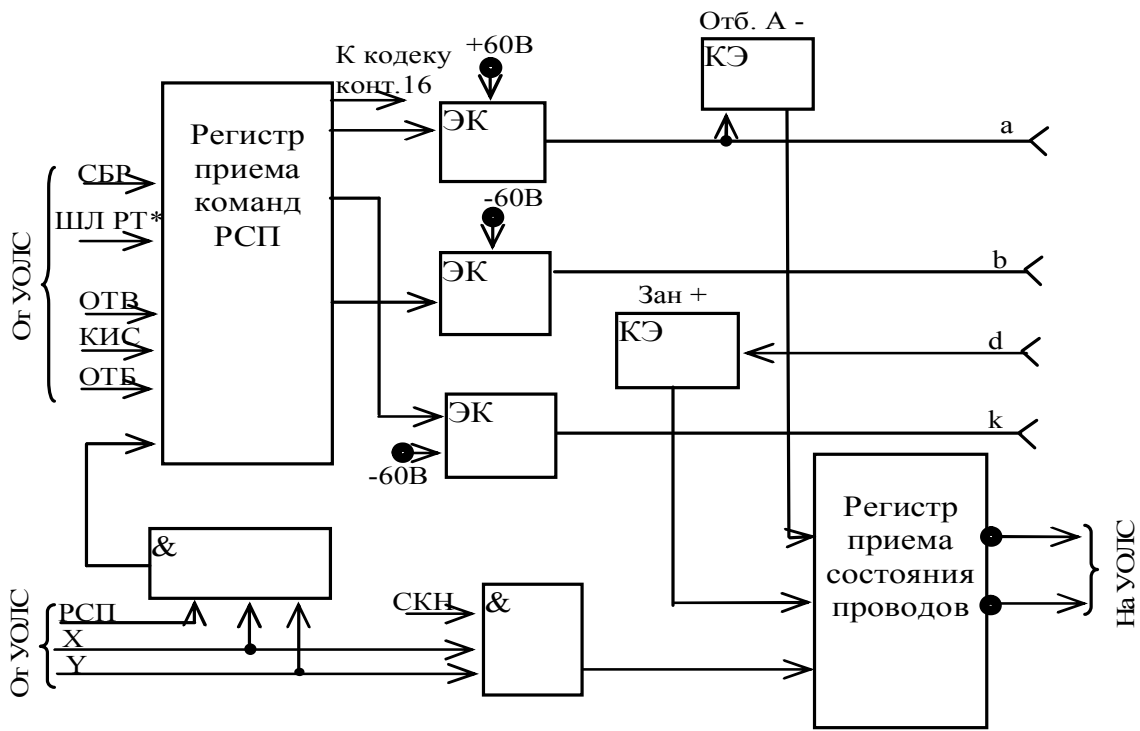 Отб. А -
КЭ
+60В
К кодеку
конт.16
ЭК
Регистр
приема
команд
РСП
a
От УОЛС
СБР
ШЛ РТ*
ОТВ
КИС
ОТБ
-60В
ЭК
b
Зан +
КЭ
d
ЭК
k
-60В
Регистр
приема
состояния
проводов
На УОЛС
&
От УОЛС
РСП
X
Y
СКН
&